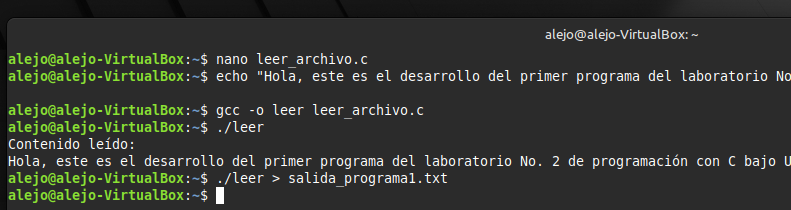 alejo@alejo-VirtualBox: ~
alejo@alejo-VirtualBox:~$ nano leer_archivo.c
alejo@alejo-VirtualBox:~$ echo "Hola, este es el desarrollo del primer programa del laboratorio No
alejo@alejo-VirtualBox:~$ gcc -o leer leer_archivo.c
alejo@alejo-VirtualBox:~$ ./leer
Contenido leído:
Hola, este es el desarrollo del primer programa del laboratorio No. 2 de programación con C bajo U
alejo@alejo-VirtualBox:~$ ./leer > salida_programa1.txt
alejo@alejo-VirtualBox:~$